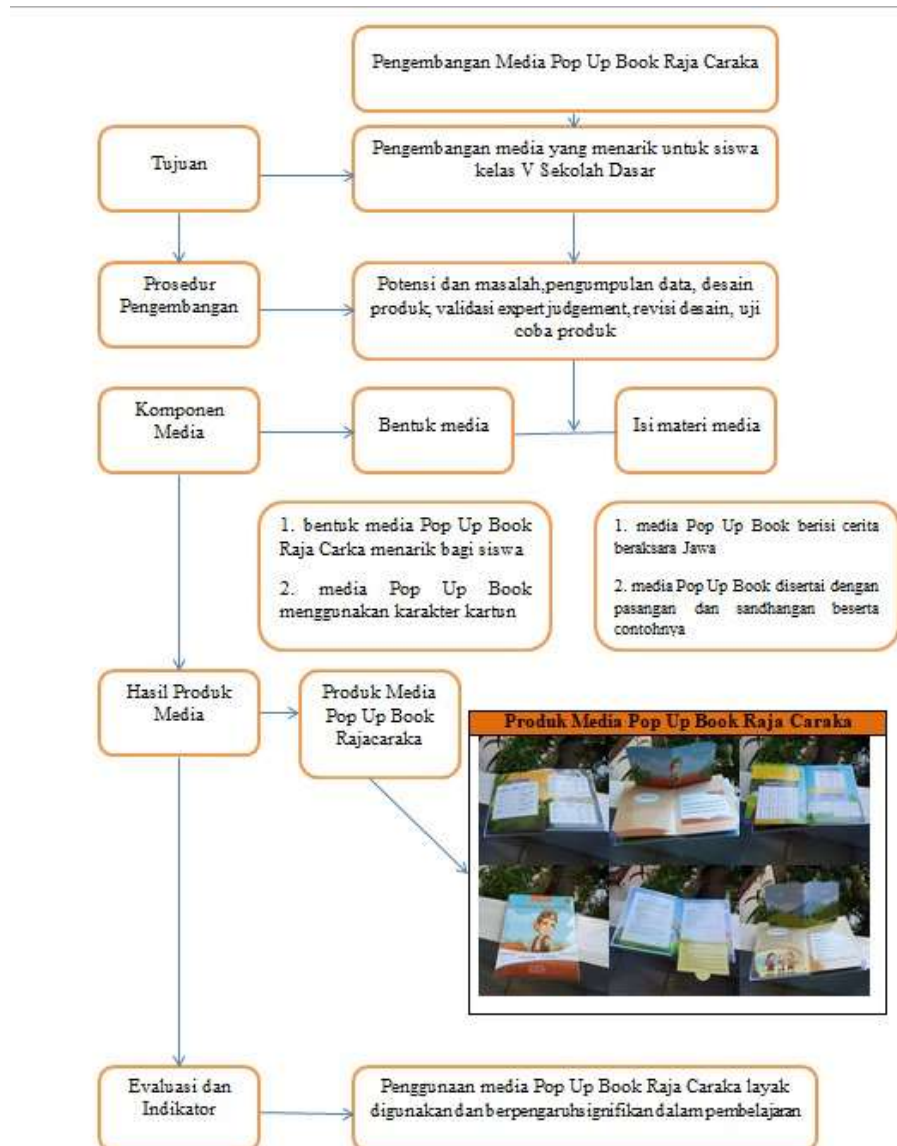 Pengembangan Media Pop Up Book Raja Caraka
Tujuan
Pengembangan media yang menarik untuk siswa
kelas V Sekolah Dasar
Prosedur
Pengembangan
Potensi dan masalah,pengumpulan data, desain
produk, validasi expert judgement, revisi desain, uji
coba produk
Komponen
Media
Bentuk media
Isi materi media
1. bentuk media Pop Up Book
Raja Carka menarik bagi siswa
2. media Pop Up Book
menggunakan karakter kartun
1. media Pop Up Book berisi cerita
beraksara Jawa
2. media Pop Up Book disertai dengan
pasangan dan sandhangan beserta
contohnya
Hasil Produk
Media
Produk Media
Pop Up Book
Rajacaraka
Produk Media Pop Up Book Raja Caraka
Evaluasi dan
Indikator
Penggunaan media Pop Up Book Raja Caraka layak
digunakan dan berpengaruhsignifikan dalam pembelajaran